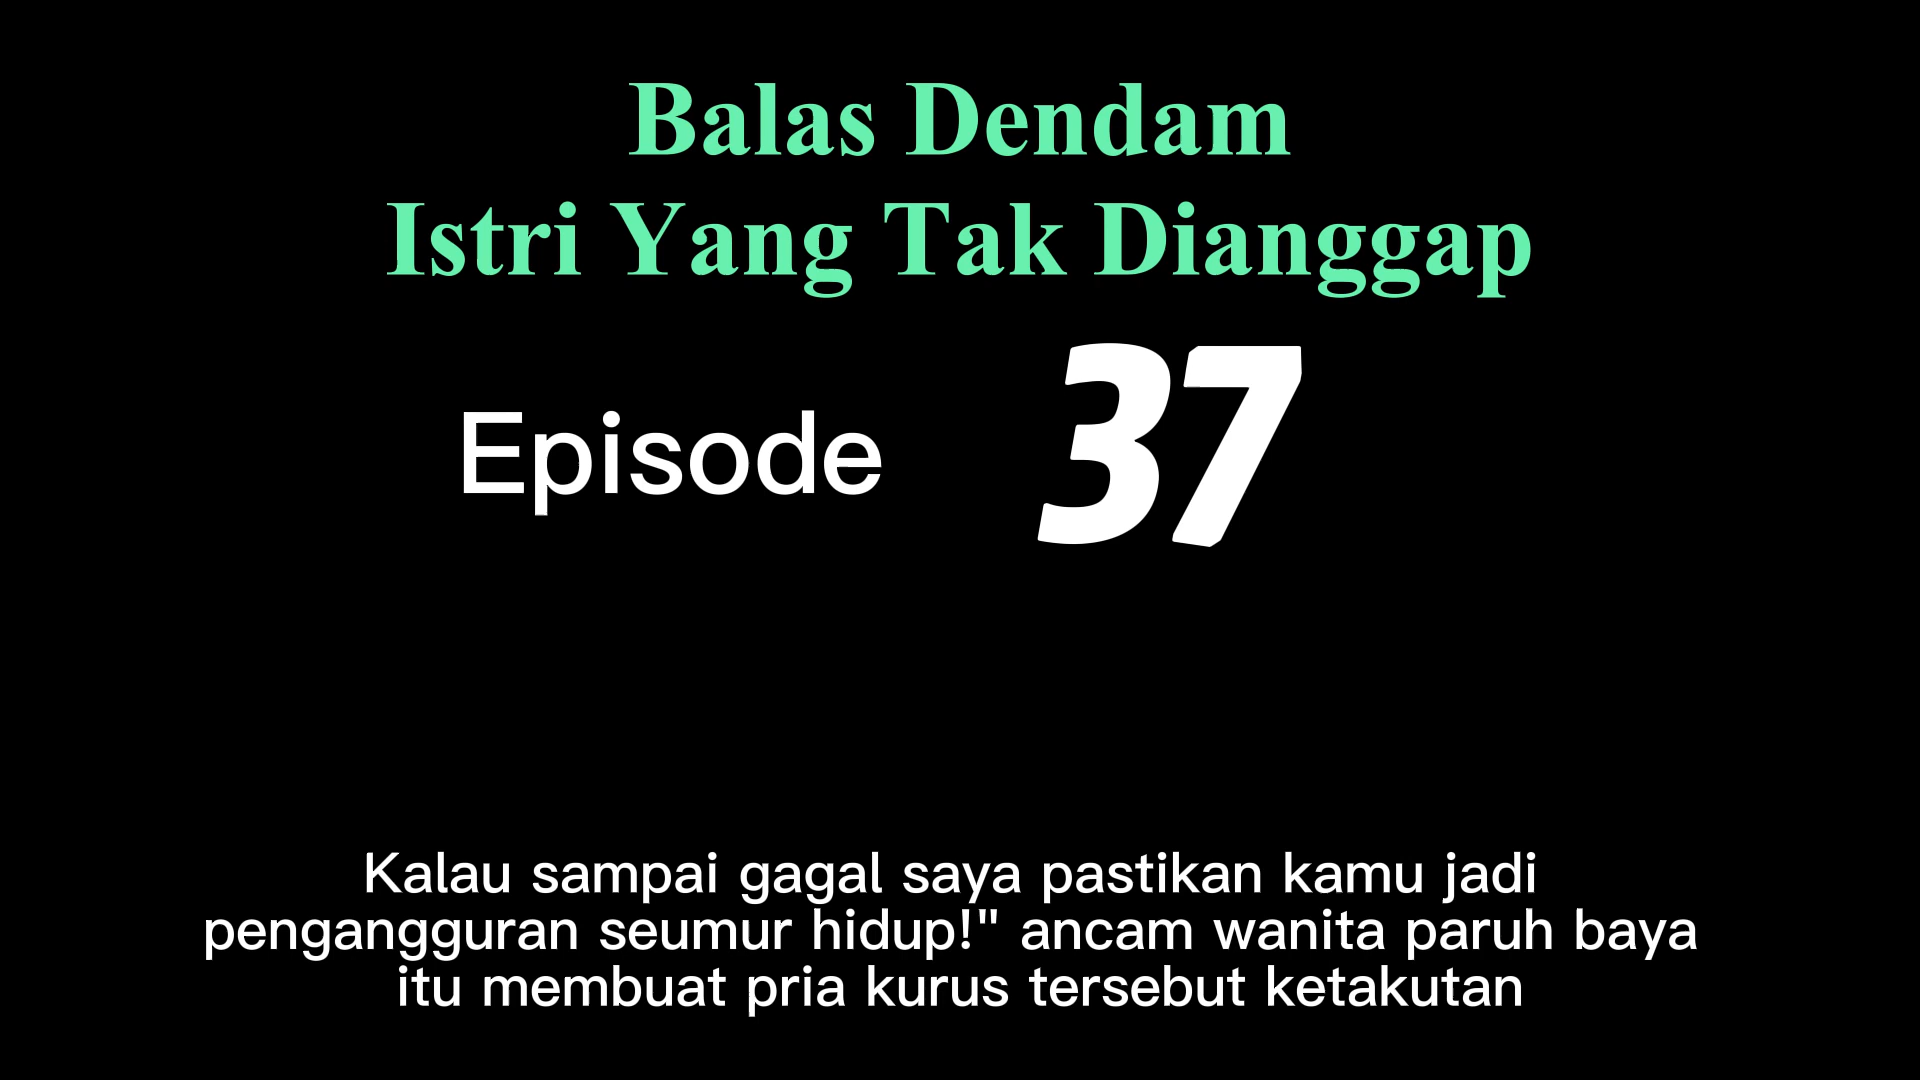 Balas Dendam
Istri Yang Tak Dianggap
Episode 37
Kalau sampai gagal saya pastikan kamu jadi
pengangguran seumur hidup!" ancam wanita paruh baya
itu membuat pria kurus tersebut ketakutan